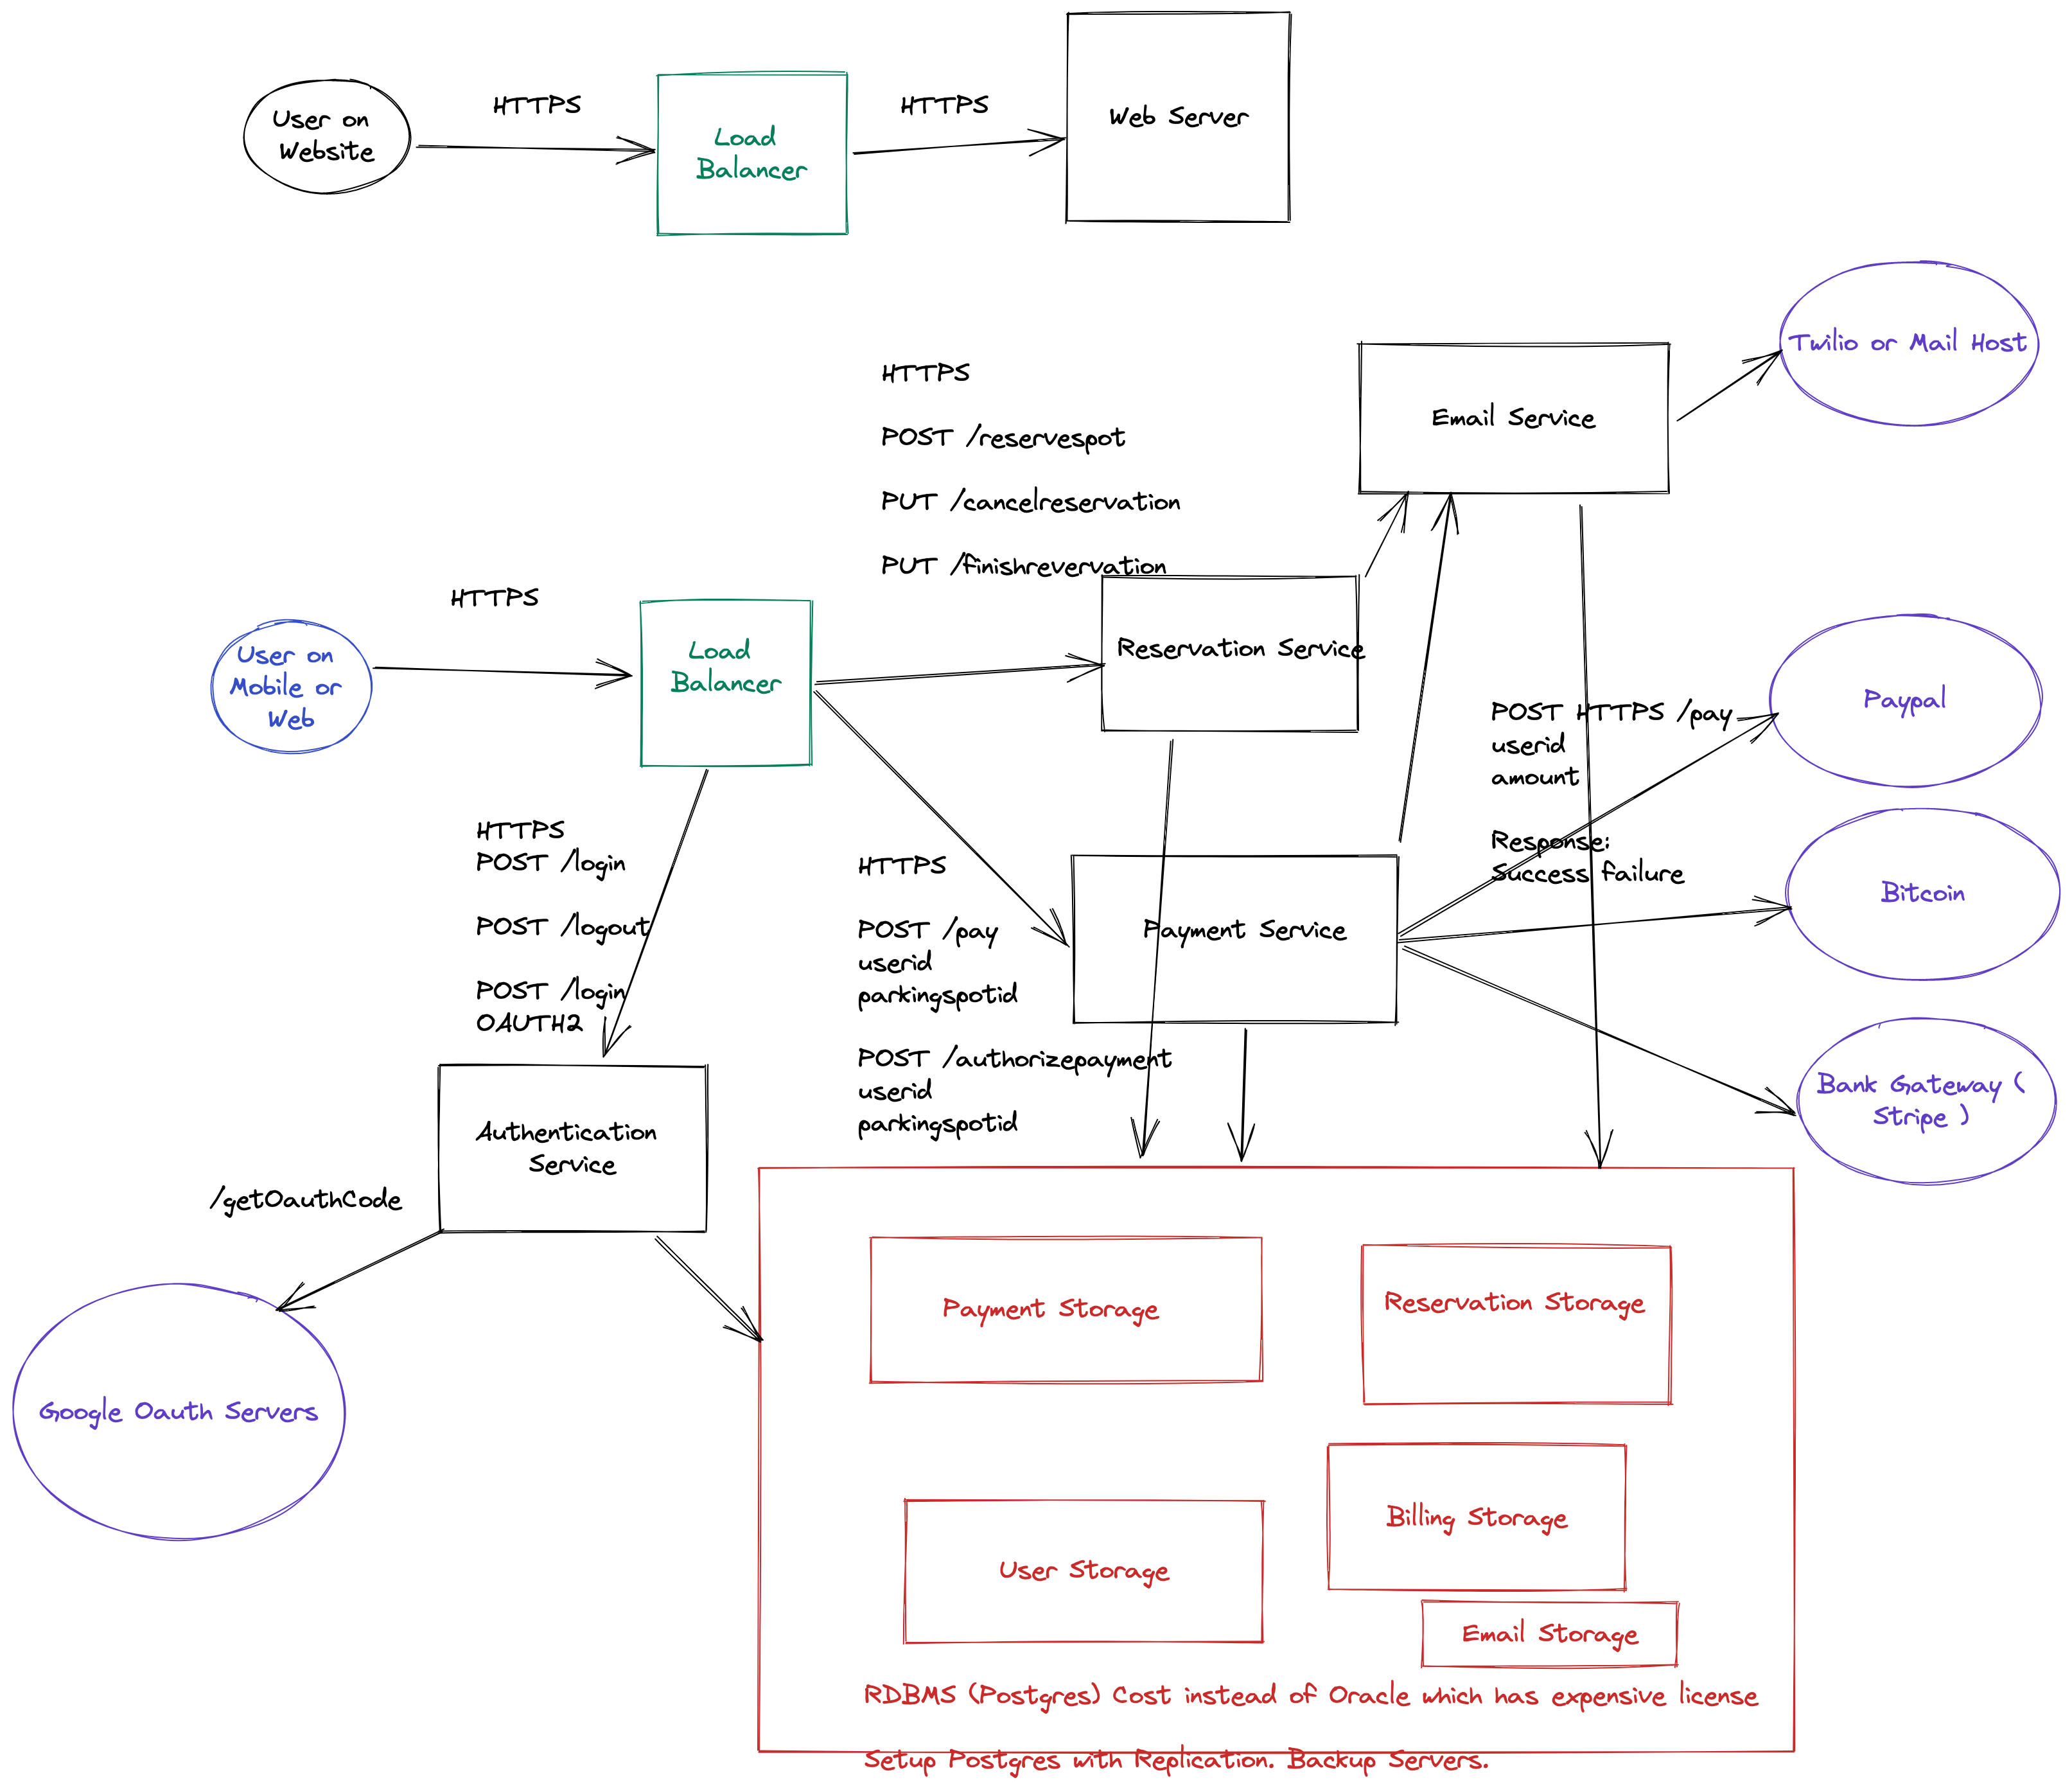 User on
Website
HTTPS
Load
Balancer
HTTPS
Web Server
Twilio or Mail Host
Email Service
HTTPS
POST /reservespot
PUT /cancelreservation
PUT /finishrevervation
HTTPS
User on
Mobile or
Web
Load
Balancer
Reservation Service
POST HTTPS /pay
userid
amount
Response:
Success failure
Paypal
Bitcoin
Bank Gateway (
Stripe )
HTTPS
POST /login
POST /logout
POST /login
OAUTH2
HTTPS
POST /pay
userid
parkingspotid
POST /authorizepayment
userid
parkingspotid
Payment Service
Authentication
Service
/getOauthCode
Google Oauth Servers
Payment Storage
Reservation Storage
Billing Storage
User Storage
Email Storage
RDBMS (Postgres) Cost instead of Oracle which has expensive license
Setup Postgres with Replication. Backup Servers.